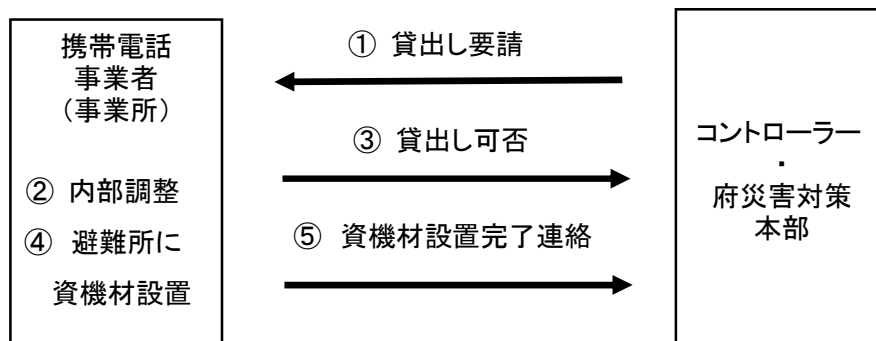 携帯電話
事業者
（事業所）
② 内部調整
④ 避難所に
資機材設置
① 貸出し要請
③ 貸出し可否
⑤ 資機材設置完了連絡
コントローラー
・
府災害対策
本部